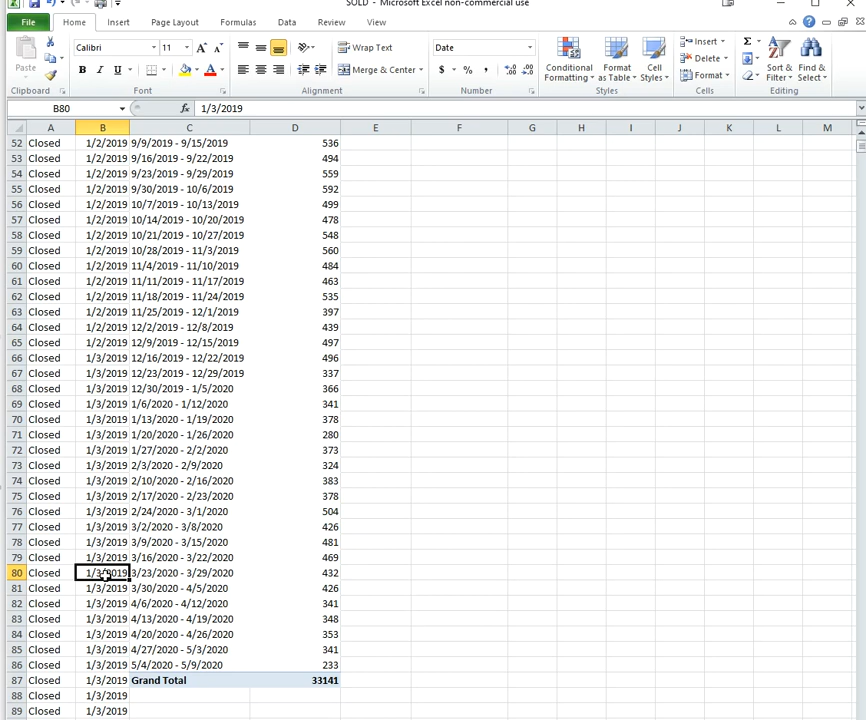 SOLD - Microsoft Excel non-commercial use
File Home Insert Page Layout Formulas Data Review View
Calibri 11 Wrap Text Date Insert
Paste Conditional Format Cell Delete Sort & Find &
B I U Merge & Center $ % , Formatting as Table Styles Format Filter Select
Clipboard Font Alignment Number Styles Cells Editing
B80 fx 1/3/2019
A B C D E F G H I J K L M
52 Closed 1/2/2019 9/9/2019 - 9/15/2019 536
53 Closed 1/2/2019 9/16/2019 - 9/22/2019 494
54 Closed 1/2/2019 9/23/2019 - 9/29/2019 559
55 Closed 1/2/2019 9/30/2019 - 10/6/2019 592
56 Closed 1/2/2019 10/7/2019 - 10/13/2019 499
57 Closed 1/2/2019 10/14/2019 - 10/20/2019 478
58 Closed 1/2/2019 10/21/2019 - 10/27/2019 548
59 Closed 1/2/2019 10/28/2019 - 11/3/2019 560
60 Closed 1/2/2019 11/4/2019 - 11/10/2019 484
61 Closed 1/2/2019 11/11/2019 - 11/17/2019 463
62 Closed 1/2/2019 11/18/2019 - 11/24/2019 535
63 Closed 1/2/2019 11/25/2019 - 12/1/2019 397
64 Closed 1/2/2019 12/2/2019 - 12/8/2019 439
65 Closed 1/2/2019 12/9/2019 - 12/15/2019 497
66 Closed 1/3/2019 12/16/2019 - 12/22/2019 496
67 Closed 1/3/2019 12/23/2019 - 12/29/2019 337
68 Closed 1/3/2019 12/30/2019 - 1/5/2020 366
69 Closed 1/3/2019 1/6/2020 - 1/12/2020 341
70 Closed 1/3/2019 1/13/2020 - 1/19/2020 378
71 Closed 1/3/2019 1/20/2020 - 1/26/2020 280
72 Closed 1/3/2019 1/27/2020 - 2/2/2020 373
73 Closed 1/3/2019 2/3/2020 - 2/9/2020 324
74 Closed 1/3/2019 2/10/2020 - 2/16/2020 383
75 Closed 1/3/2019 2/17/2020 - 2/23/2020 378
76 Closed 1/3/2019 2/24/2020 - 3/1/2020 504
77 Closed 1/3/2019 3/2/2020 - 3/8/2020 426
78 Closed 1/3/2019 3/9/2020 - 3/15/2020 481
79 Closed 1/3/2019 3/16/2020 - 3/22/2020 469
80 Closed 1/3/2019 3/23/2020 - 3/29/2020 432
81 Closed 1/3/2019 3/30/2020 - 4/5/2020 426
82 Closed 1/3/2019 4/6/2020 - 4/12/2020 341
83 Closed 1/3/2019 4/13/2020 - 4/19/2020 348
84 Closed 1/3/2019 4/20/2020 - 4/26/2020 353
85 Closed 1/3/2019 4/27/2020 - 5/3/2020 341
86 Closed 1/3/2019 5/4/2020 - 5/9/2020 233
87 Closed 1/3/2019 Grand Total 33141
88 Closed 1/3/2019
89 Closed 1/3/2019